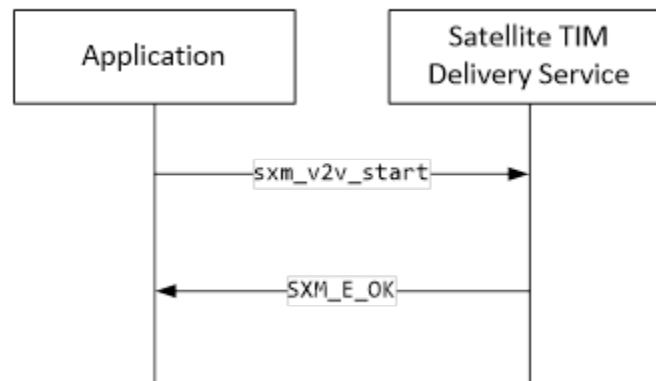 Application
Satellite TIM
Delivery Service
sxm_v2v_start
SXM_E_OK